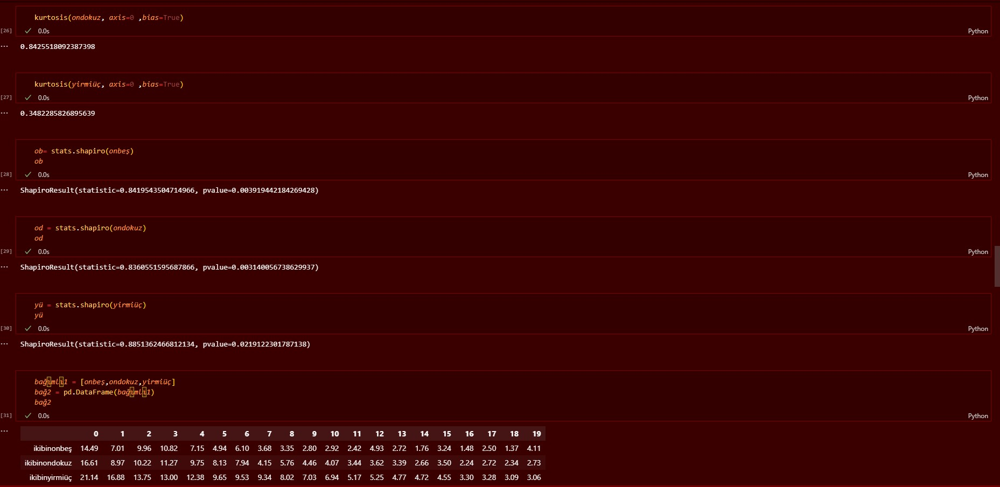 kurtosis(ondokuz, axis=0 ,bias=True)
[26] 0.0s Python
0.8425518092387398
kurtosis(yirmiüç, axis=0 ,bias=True)
[27] 0.0s Python
0.3482285826895639
ob= stats.shapiro(onbeş)
ob
[28] 0.0s Python
ShapiroResult(statistic=0.8419543504714966, pvalue=0.003919442184269428)
od = stats.shapiro(ondokuz)
od
[29] 0.0s Python
ShapiroResult(statistic=0.8360551595687866, pvalue=0.003140056738629937)
yü = stats.shapiro(yirmiüç)
yü
[30] 0.0s Python
ShapiroResult(statistic=0.8851362466812134, pvalue=0.0219122301787138)
bağımlı1 = [onbeş,ondokuz,yirmiüç]
bağ2 = pd.DataFrame(bağımlı1)
bağ2
[31] 0.0s Python
0 1 2 3 4 5 6 7 8 9 10 11 12 13 14 15 16 17 18 19
ikibinonbeş 14.49 7.01 9.96 10.82 7.15 4.94 6.10 3.68 3.35 2.80 2.92 2.42 4.93 2.72 1.76 3.24 1.48 2.50 1.37 4.11
ikibinondokuz 16.61 8.97 10.22 11.27 9.75 8.13 7.94 4.15 5.76 4.46 4.07 3.44 3.62 3.39 2.66 3.50 2.24 2.72 2.34 2.73
ikibinyirmiüç 21.14 16.88 13.75 13.00 12.38 9.65 9.53 9.34 8.02 7.03 6.94 5.17 5.25 4.77 4.72 4.55 3.30 3.28 3.09 3.06